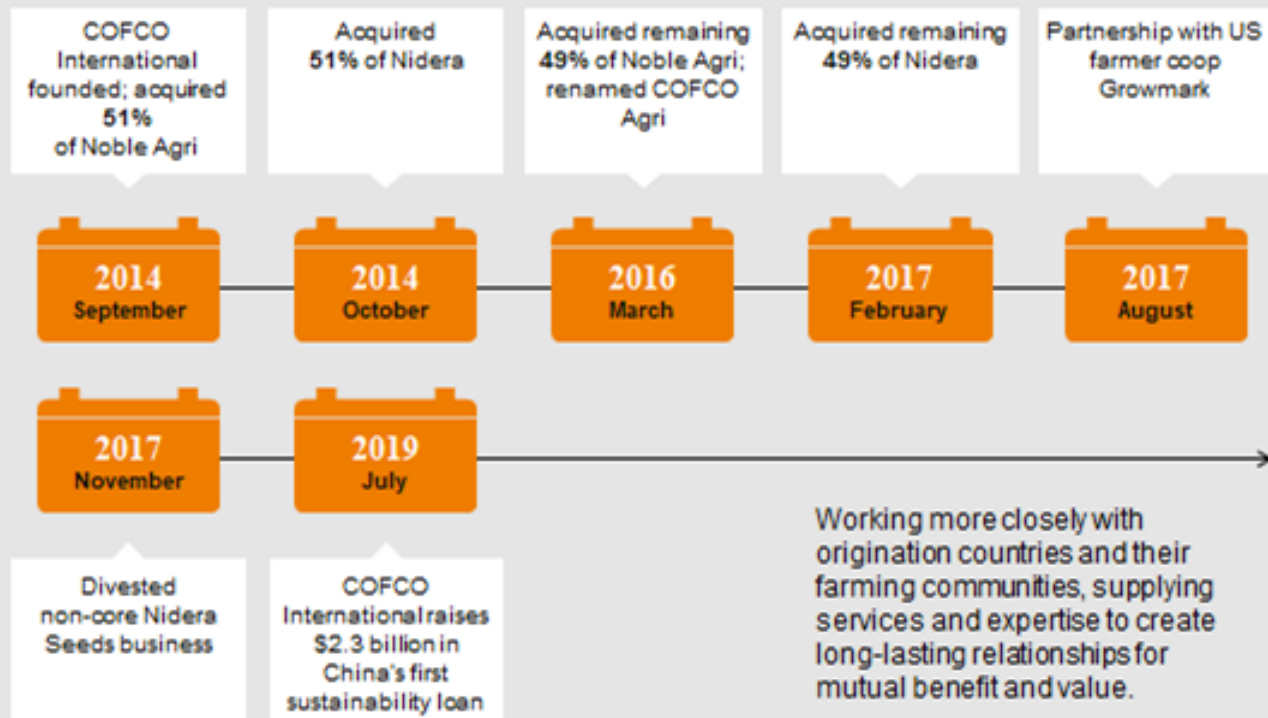 COFCO
International
founded; acquired
51%
of Noble Agri
Acquired
51% of Nidera
Acquired remaining
49% of Noble Agri;
renamed COFCO
Agri
Acquired remaining
49% of Nidera
Partnership with US
farmer coop
Growmark
2014
September
2014
October
2016
March
2017
February
2017
August
2017
November
2019
July
Divested
non-core Nidera
Seeds business
COFCO
International raises
$2.3 billion in
China's first
sustainability loan
Working more closely with
origination countries and their
farming communities, supplying
services and expertise to create
long-lasting relationships for
mutual benefit and value.